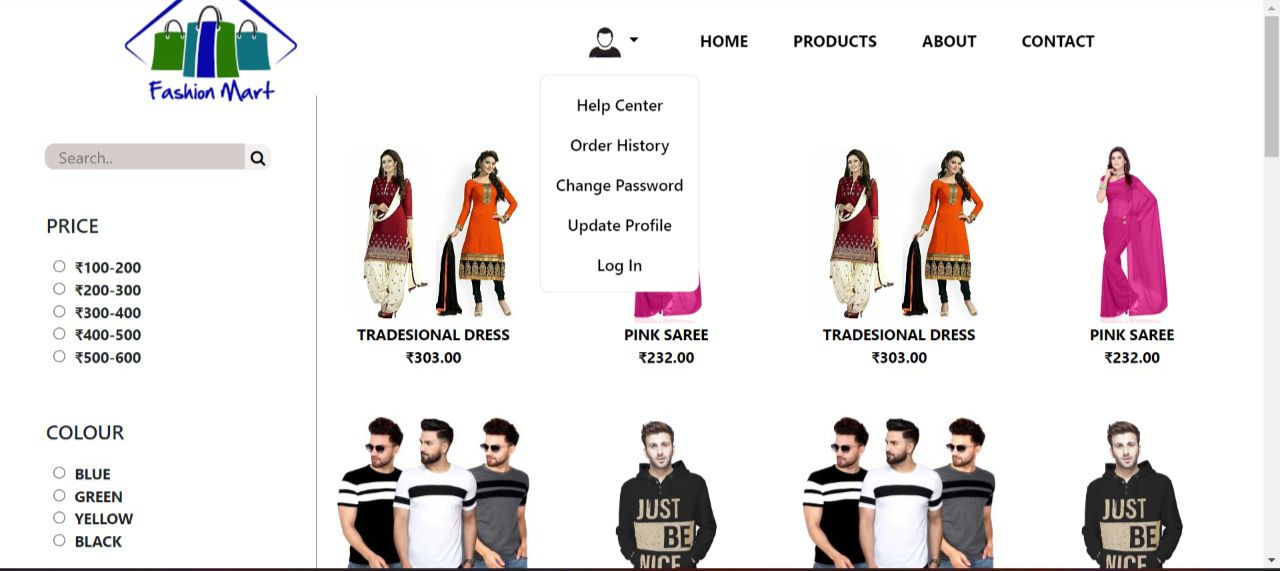 Fashion Mart
HOME PRODUCTS ABOUT CONTACT
Help Center
Order History
Change Password
Update Profile
Log In
Search..
PRICE
₹100-200
₹200-300
₹300-400
₹400-500
₹500-600
COLOUR
BLUE
GREEN
YELLOW
BLACK
TRADESIONAL DRESS
₹303.00
PINK SAREE
₹232.00
TRADESIONAL DRESS
₹303.00
PINK SAREE
₹232.00
JUST
BE
NICE
JUST
BE
NICE